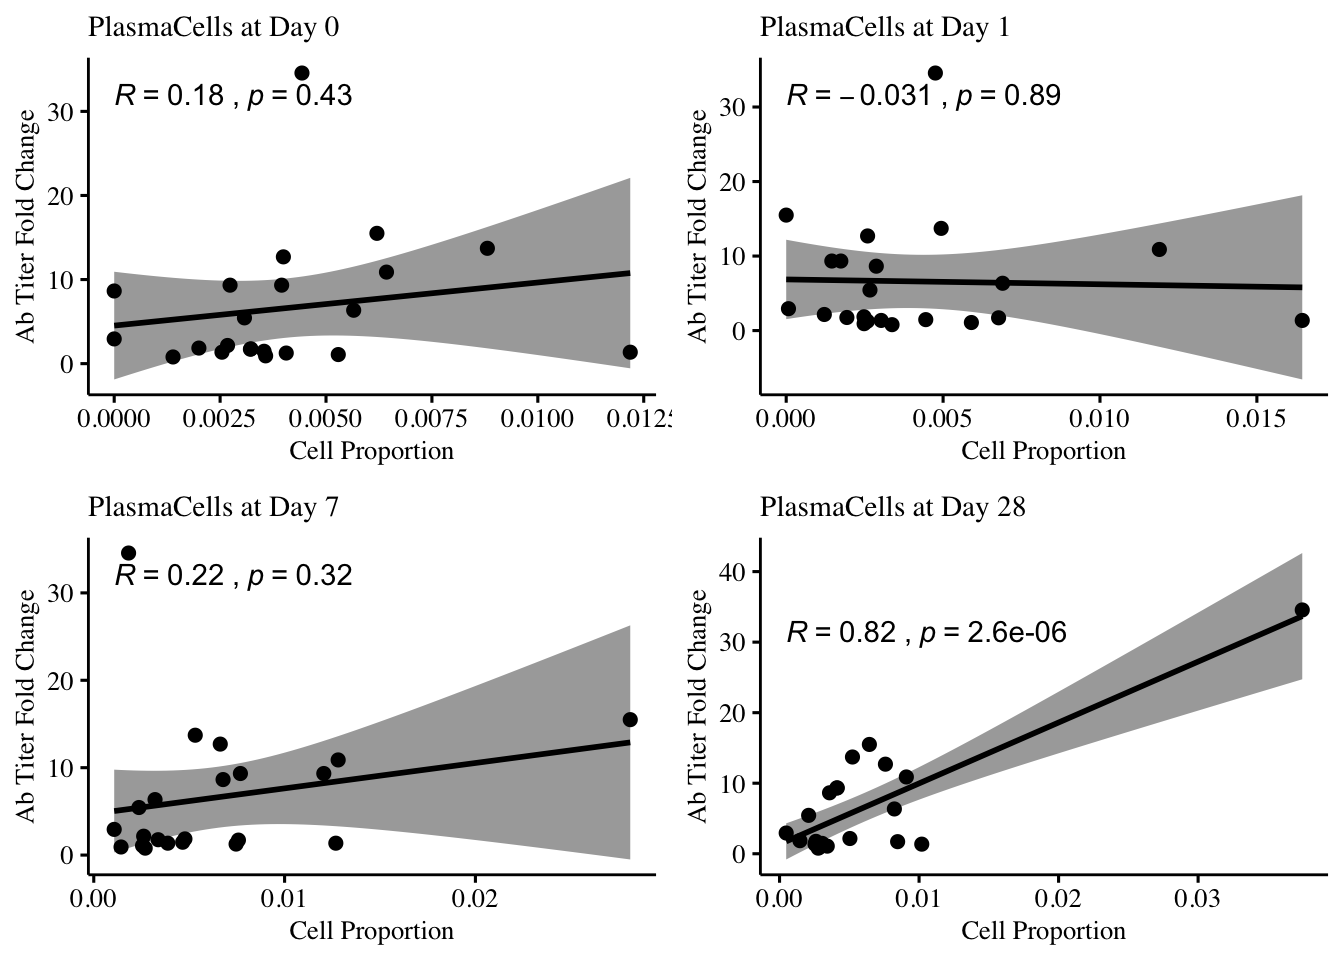 PlasmaCells at Day 0
R = 0.18 , p = 0.43
Ab Titer Fold Change
30
20
10
0
0.0000 0.0025 0.0050 0.0075 0.0100 0.0125
Cell Proportion
PlasmaCells at Day 1
R = −0.031 , p = 0.89
Ab Titer Fold Change
30
20
10
0
0.000 0.005 0.010 0.015
Cell Proportion
PlasmaCells at Day 7
R = 0.22 , p = 0.32
Ab Titer Fold Change
30
20
10
0
0.00 0.01 0.02
Cell Proportion
PlasmaCells at Day 28
R = 0.82 , p = 2.6e-06
Ab Titer Fold Change
40
30
20
10
0
0.00 0.01 0.02 0.03
Cell Proportion